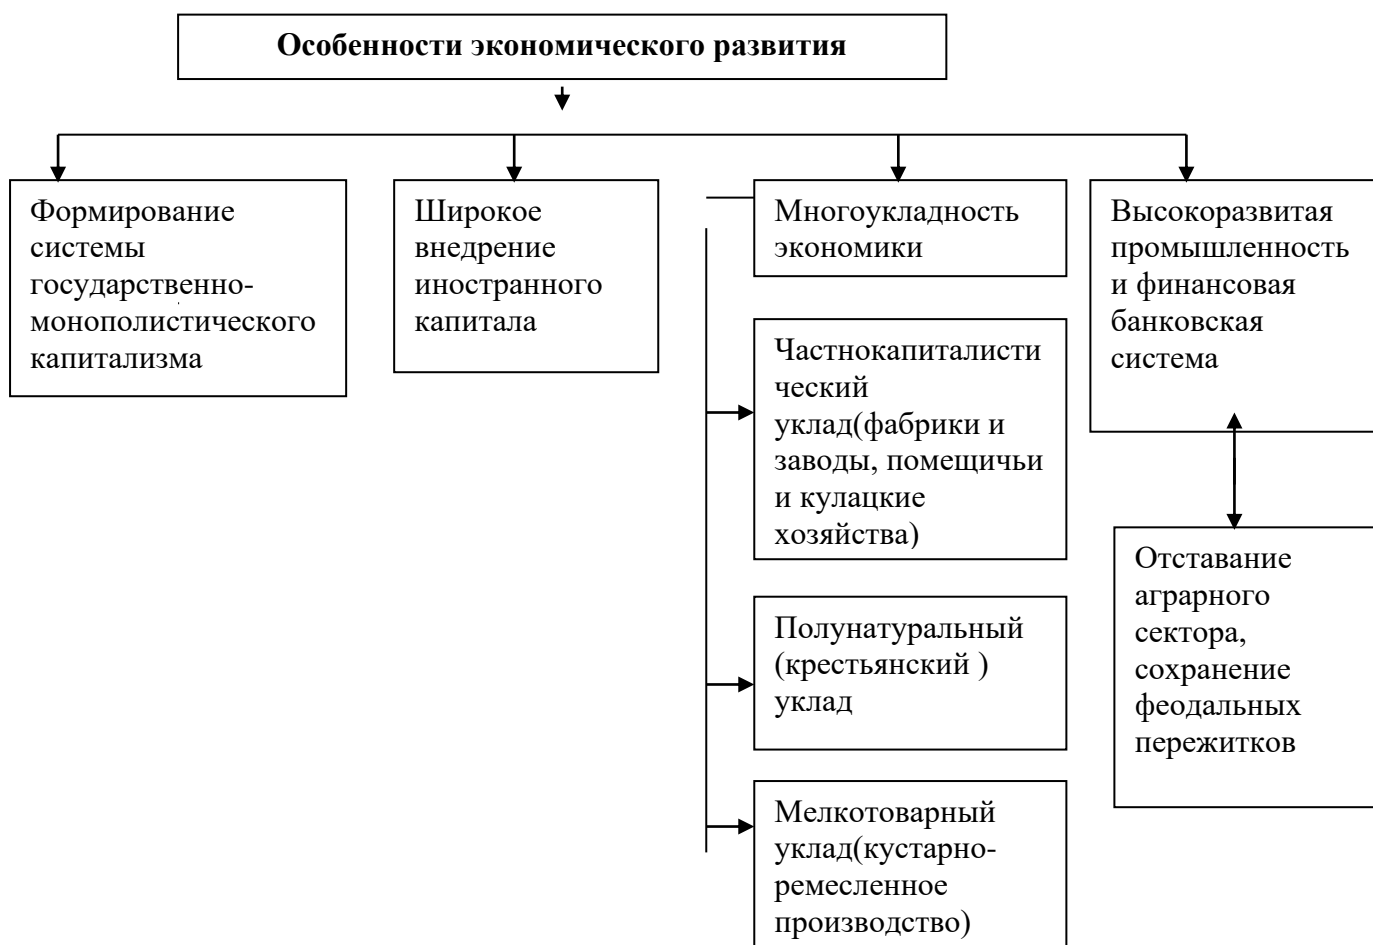 Особенности экономического развития
Формирование
системы
государственно-
монополистического
капитализма
Широкое
внедрение
иностранного
капитала
Многоукладность
экономики
Частнокапиталисти
ческий
уклад(фабрики и
заводы, помещичьи
и кулацкие
хозяйства)
Полунатуральный
(крестьянский )
уклад
Мелкотоварный
уклад(кустарно-
ремесленное
производство)
Высокоразвитая
промышленность
и финансовая
банковская
система
Отставание
аграрного
сектора,
сохранение
феодальных
пережитков